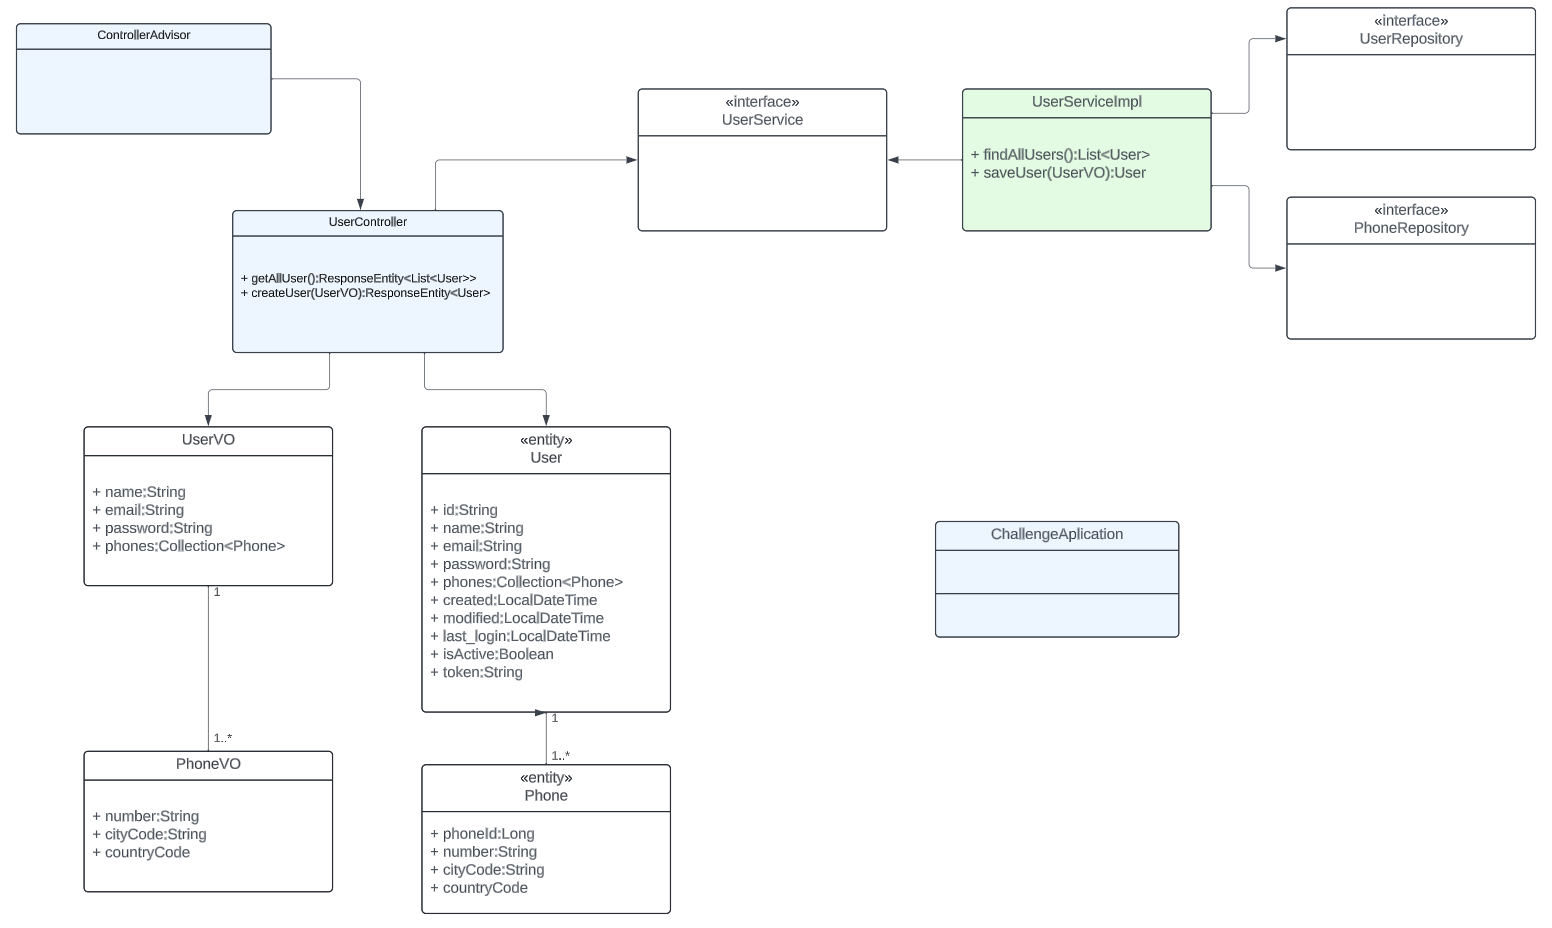 ControllerAdvisor
«interface»
UserRepository
«interface»
UserService
UserServiceImpl
+ findAllUsers():List<User>
+ saveUser(UserVO):User
«interface»
PhoneRepository
UserController
+ getAllUser():ResponseEntity<List<User>>
+ createUser(UserVO):ResponseEntity<User>
UserVO
+ name:String
+ email:String
+ password:String
+ phones:Collection<Phone>
1
1..*
PhoneVO
+ number:String
+ cityCode:String
+ countryCode
«entity»
User
+ id:String
+ name:String
+ email:String
+ password:String
+ phones:Collection<Phone>
+ created:LocalDateTime
+ modified:LocalDateTime
+ last_login:LocalDateTime
+ isActive:Boolean
+ token:String
1
1..*
«entity»
Phone
+ phoneId:Long
+ number:String
+ cityCode:String
+ countryCode
ChallengeAplication